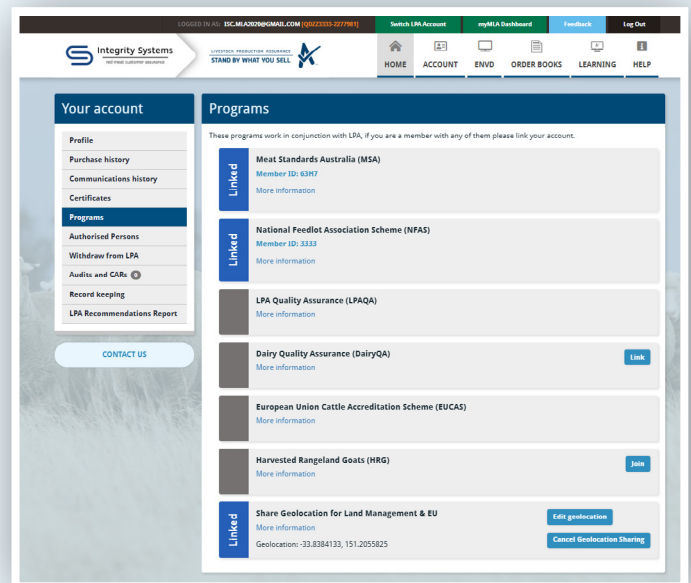 LOGGED IN AS: ISC.MLA2020@GMAIL.COM [QDZZ3333-2277981]
Switch LPA Account
myMLA Dashboard
Feedback
Log Out
Integrity Systems
red meat customer assurance
LIVESTOCK PRODUCTION ASSURANCE
STAND BY WHAT YOU SELL
HOME
ACCOUNT
ENVD
ORDER BOOKS
LEARNING
HELP
Your account
Profile
Purchase history
Communications history
Certificates
Programs
Authorised Persons
Withdraw from LPA
Audits and CARs 0
Record keeping
LPA Recommendations Report
CONTACT US
Programs
These programs work in conjunction with LPA, if you are a member with any of them please link your account.
Linked
Meat Standards Australia (MSA)
Member ID: 63H7
More information
Linked
National Feedlot Association Scheme (NFAS)
Member ID: 3333
More information
LPA Quality Assurance (LPAQA)
More information
Dairy Quality Assurance (DairyQA)
More information
Link
European Union Cattle Accreditation Scheme (EUCAS)
More information
Harvested Rangeland Goats (HRG)
More information
Join
Linked
Share Geolocation for Land Management & EU
More information
Geolocation: -33.8384133, 151.2055825
Edit geolocation
Cancel Geolocation Sharing